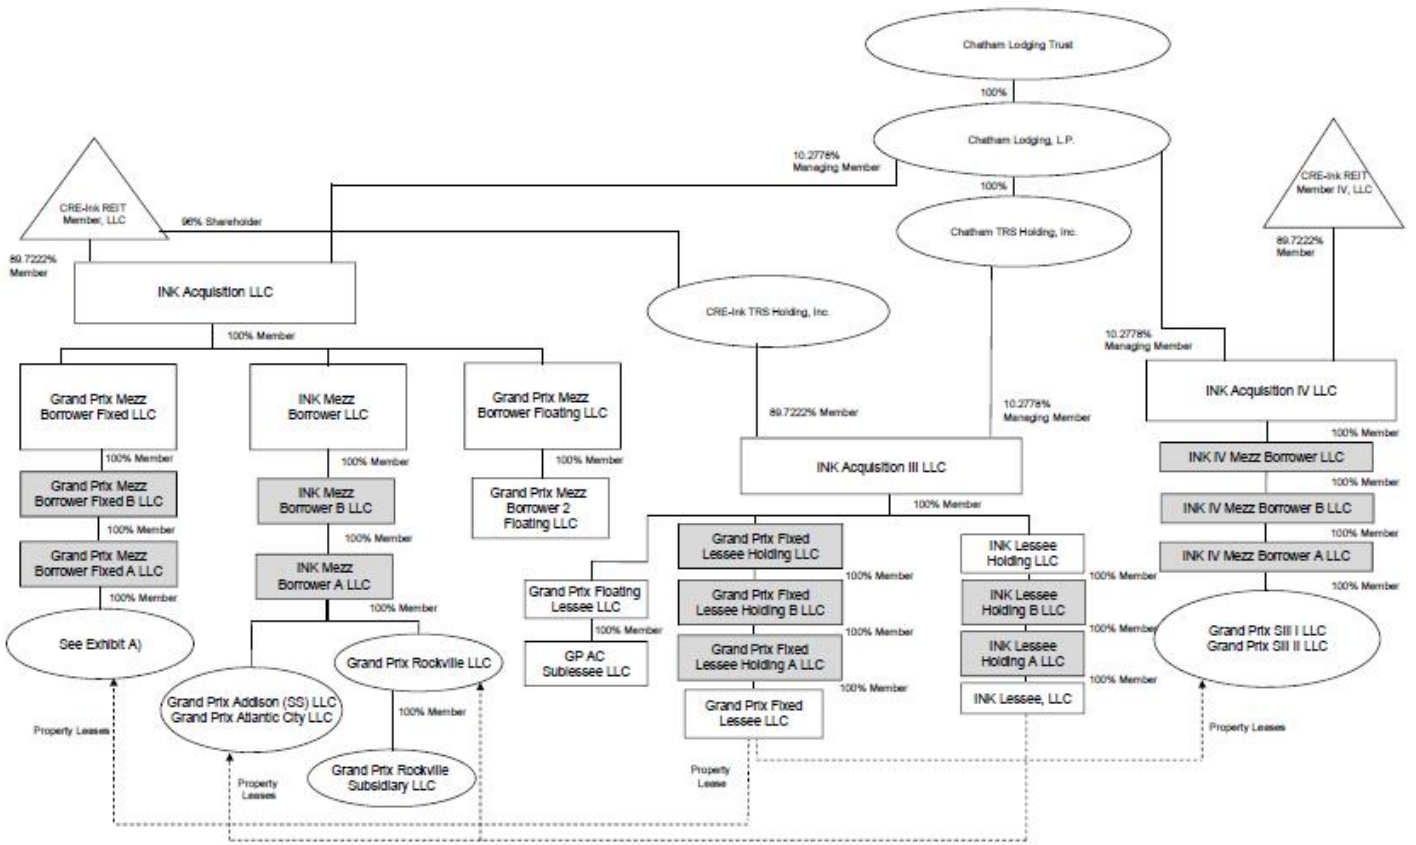 Chatham Lodging Trust
100%
Chatham Lodging, L.P.
10.2778%
Managing Member
100%
CRE-Ink REIT
Member IV, LLC
CRE-Ink REIT
Member, LLC
96% Shareholder
Chatham TRS Holding, Inc.
89.7222%
Member
89.7222%
Member
INK Acquisition LLC
CRE-Ink TRS Holding, Inc.
100% Member
10.2778%
Managing Member
Grand Prix Mezz
Borrower Fixed LLC
INK Mezz
Borrower LLC
Grand Prix Mezz
Borrower Floating LLC
89.7222% Member
10.2778%
Managing Member
INK Acquisition IV LLC
100% Member
100% Member
100% Member
INK Acquisition III LLC
100% Member
INK IV Mezz Borrower LLC
100% Member
Grand Prix Mezz
Borrower Fixed B LLC
INK Mezz
Borrower B LLC
Grand Prix Mezz
Borrower 2
Floating LLC
100% Member
INK IV Mezz Borrower B LLC
100% Member
100% Member
100% Member
Grand Prix Mezz
Borrower Fixed A LLC
INK Mezz
Borrower A LLC
Grand Prix Fixed
Lessee Holding LLC
INK Lessee
Holding LLC
INK IV Mezz Borrower A LLC
100% Member
100% Member
100% Member
100% Member
100% Member
Grand Prix Floating
Lessee LLC
Grand Prix Fixed
Lessee Holding B LLC
INK Lessee
Holding B LLC
100% Member
100% Member
100% Member
See Exhibit A)
Grand Prix Rockville LLC
GP AC
Sublessee LLC
Grand Prix Fixed
Lessee Holding A LLC
INK Lessee
Holding A LLC
Grand Prix SIII I LLC
Grand Prix SIII II LLC
100% Member
100% Member
Grand Prix Addison (SS) LLC
Grand Prix Atlantic City LLC
100% Member
Grand Prix Fixed
Lessee LLC
INK Lessee, LLC
Property Leases
Property Leases
Grand Prix Rockville
Subsidiary LLC
Property
Leases
Property
Lease